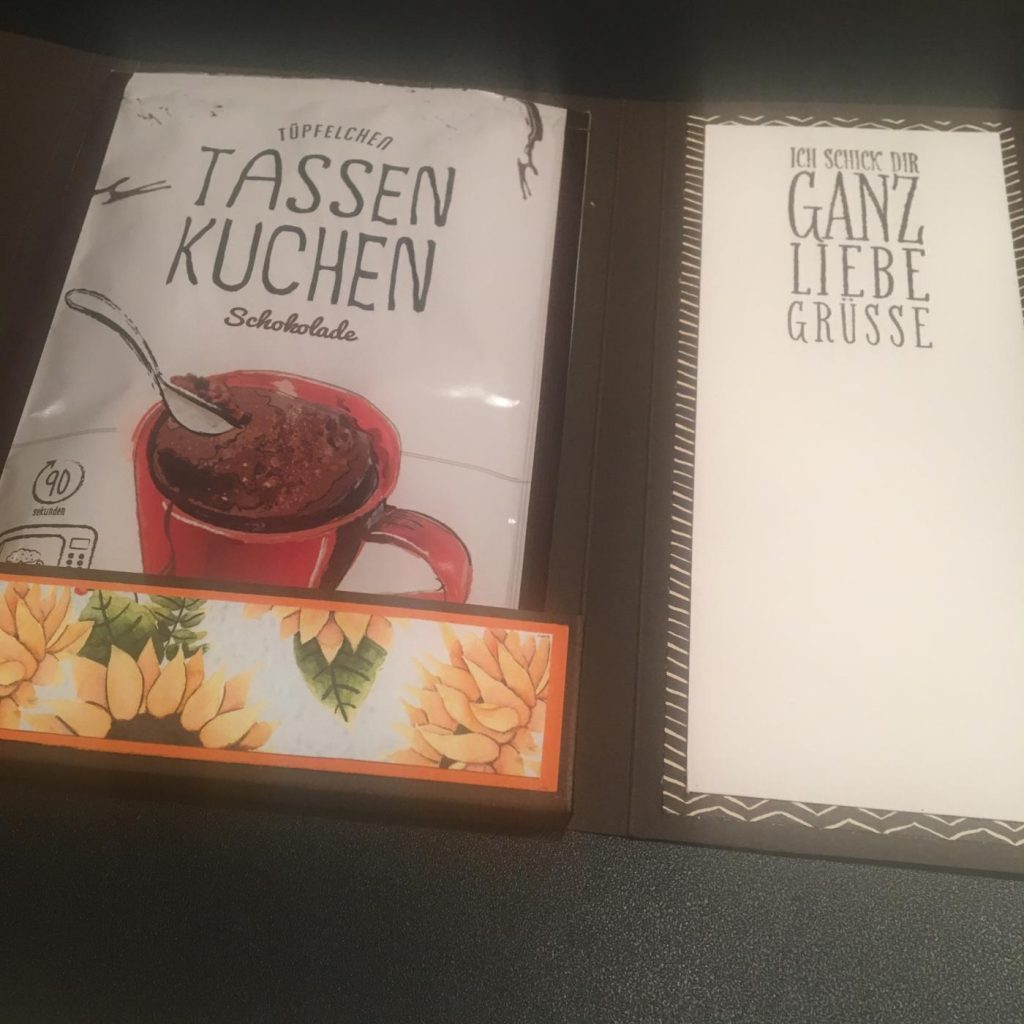 TÜPFELCHEN
TASSEN
KUCHEN
Schokolade
90
sekunden
ICH SCHICK DIR
GANZ
LIEBE
GRÜSSE